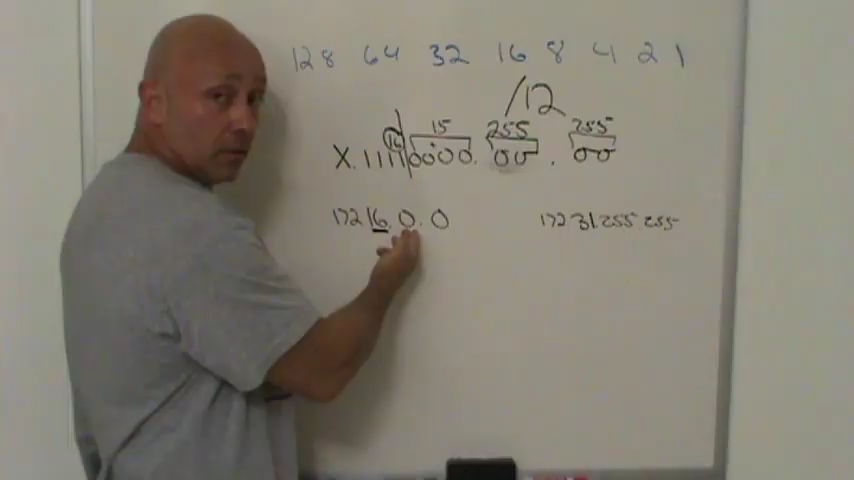 128 64 32 16 8 4 2 1
/12
16 15 255 255
X.1111|0000.00.00
172 16.0.0 172 31.255 255